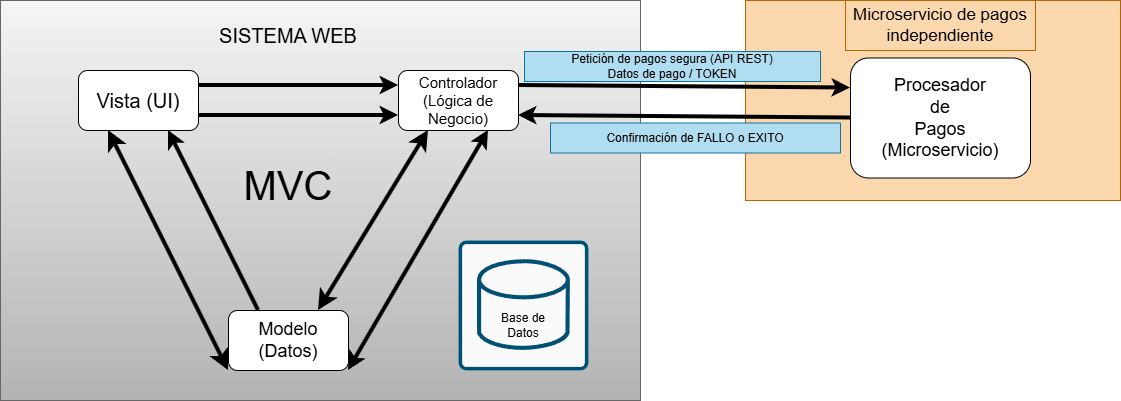 SISTEMA WEB
Vista (UI)
Controlador
(Lógica de
Negocio)
MVC
Modelo
(Datos)
Base de
Datos
Petición de pagos segura (API REST)
Datos de pago / TOKEN
Confirmación de FALLO o EXITO
Microservicio de pagos
independiente
Procesador
de
Pagos
(Microservicio)